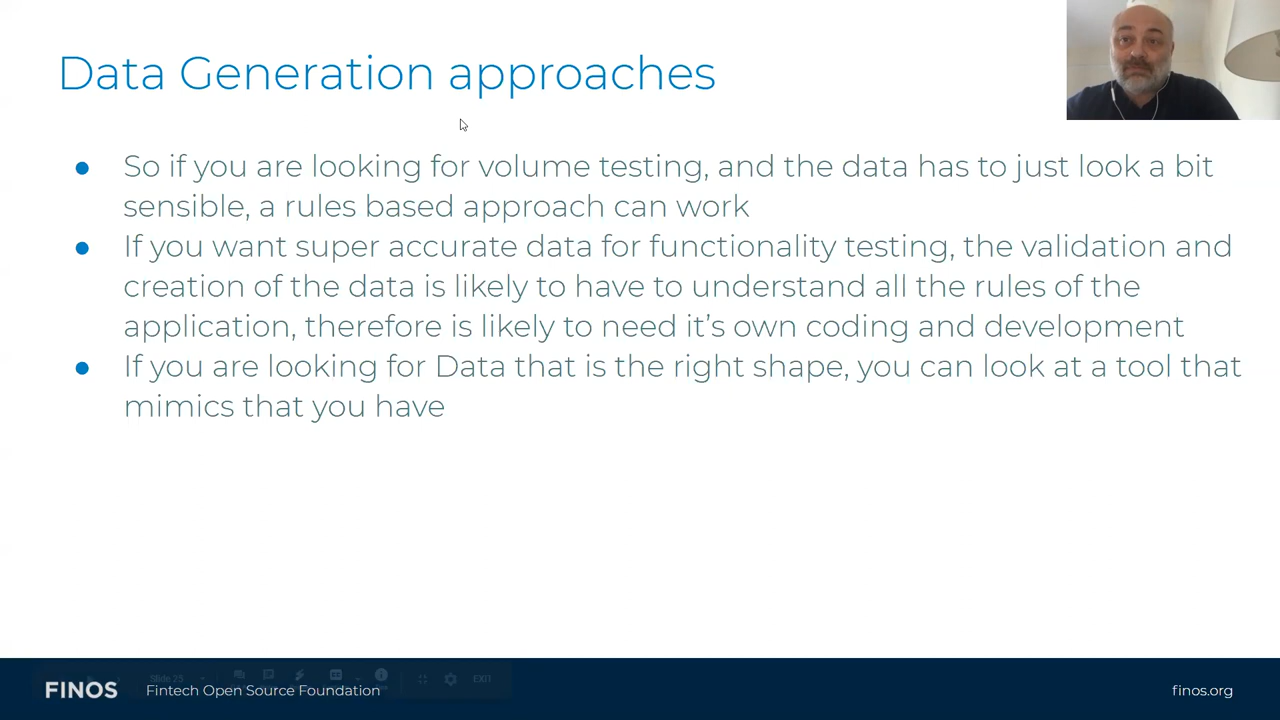 Data Generation approaches
So if you are looking for volume testing, and the data has to just look a bit
sensible, a rules based approach can work
If you want super accurate data for functionality testing, the validation and
creation of the data is likely to have to understand all the rules of the
application, therefore is likely to need it's own coding and development
If you are looking for Data that is the right shape, you can look at a tool that
mimics that you have
Slide 25
EXIT
FINOS
Fintech Open Source Foundation
finos.org